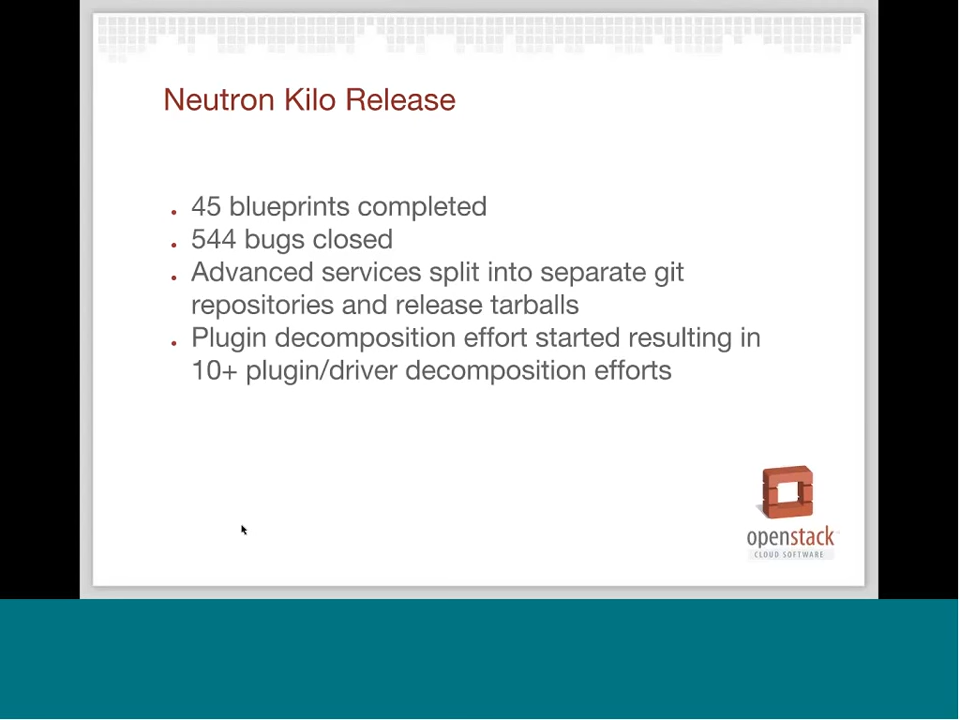 Neutron Kilo Release
. 45 blueprints completed
. 544 bugs closed
. Advanced services split into separate git
repositories and release tarballs
. Plugin decomposition effort started resulting in
10+ plugin/driver decomposition efforts
openstack
CLOUD SOFTWARE